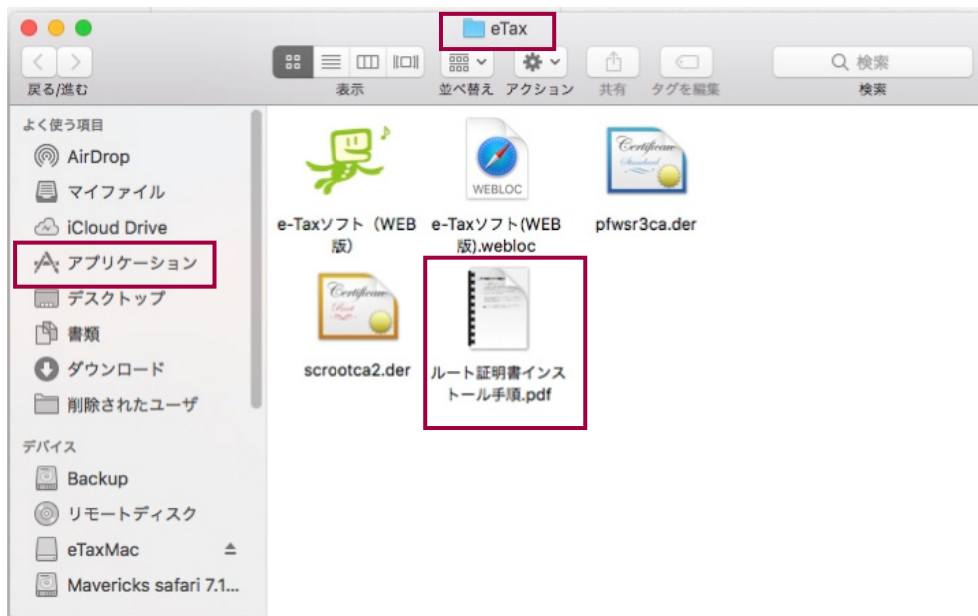 eTax
戻る/進む
表示
並べ替え アクション
共有
タグを編集
検索
検索
よく使う項目
AirDrop
マイファイル
iCloud Drive
アプリケーション
デスクトップ
書類
ダウンロード
削除されたユーザ
デバイス
Backup
リモートディスク
eTaxMac
Mavericks safari 7.1...
e-Taxソフト（WEB
版）
WEBLOC
e-Taxソフト(WEB
版).webloc
Certificate
Standard
pfwsr3ca.der
Certificate
Root
scrootca2.der
ルート証明書インス
トール手順.pdf